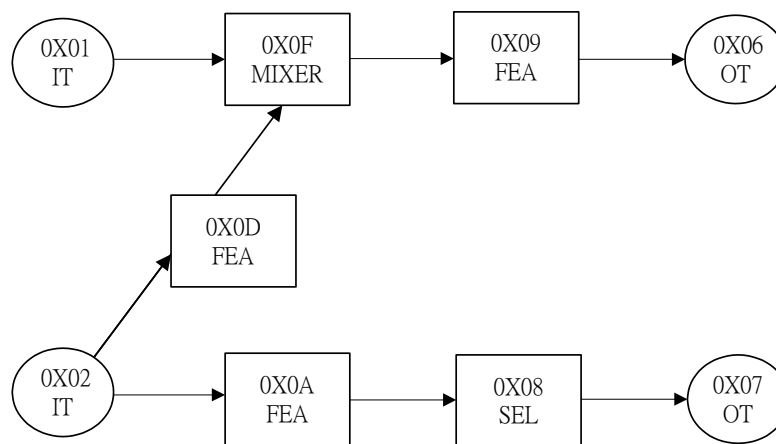 0X01
IT
0X0F
MIXER
0X09
FEA
0X06
OT
0X0D
FEA
0X02
IT
0X0A
FEA
0X08
SEL
0X07
OT